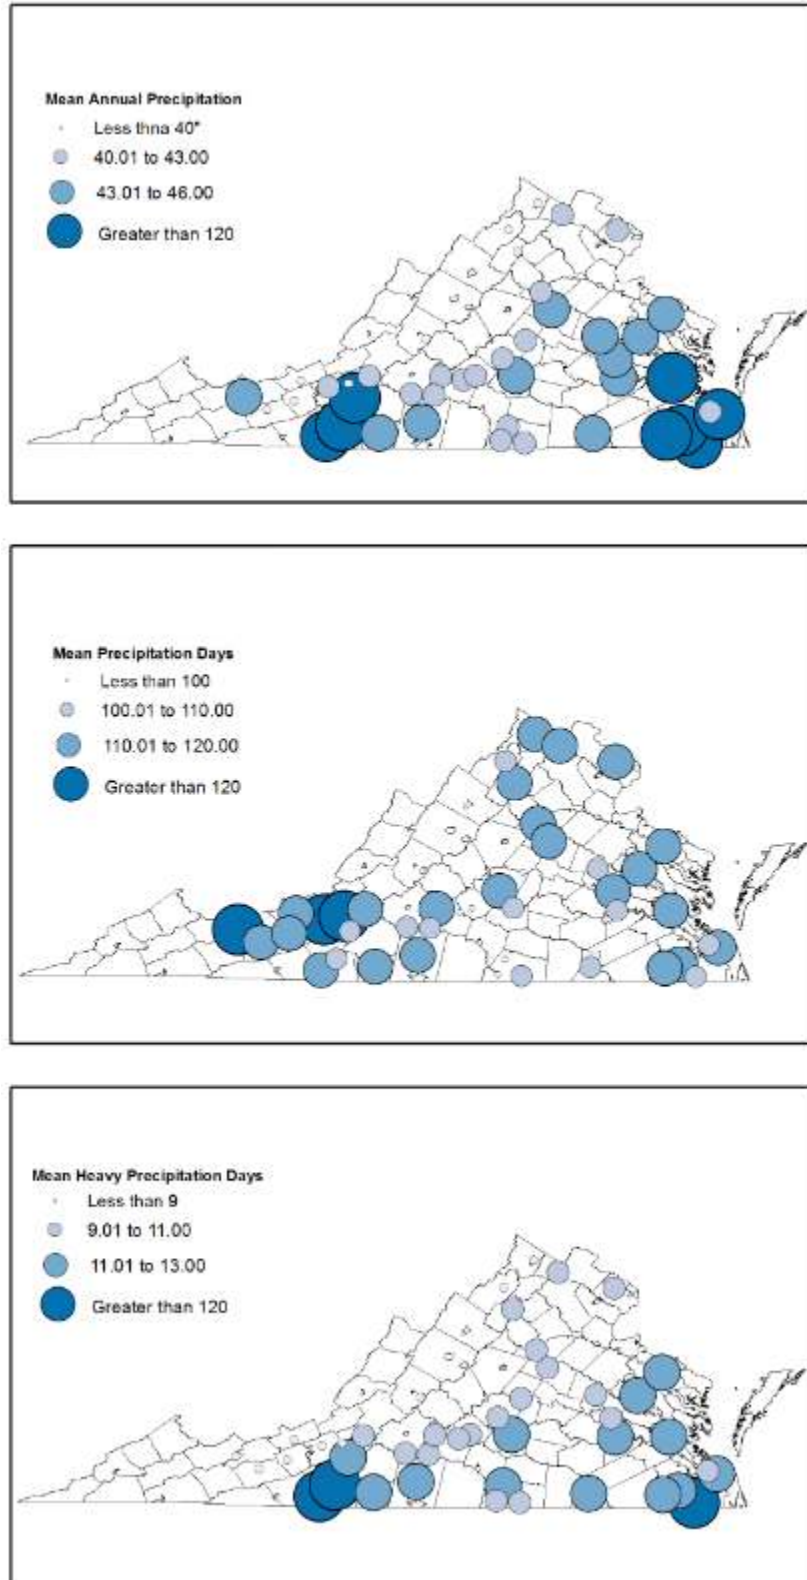 Mean Annual Precipitation
Less thna 40"
40.01 to 43.00
43.01 to 46.00
Greater than 120
Mean Precipitation Days
Less than 100
100.01 to 110.00
110.01 to 120.00
Greater than 120
Mean Heavy Precipitation Days
Less than 9
9.01 to 11.00
11.01 to 13.00
Greater than 120